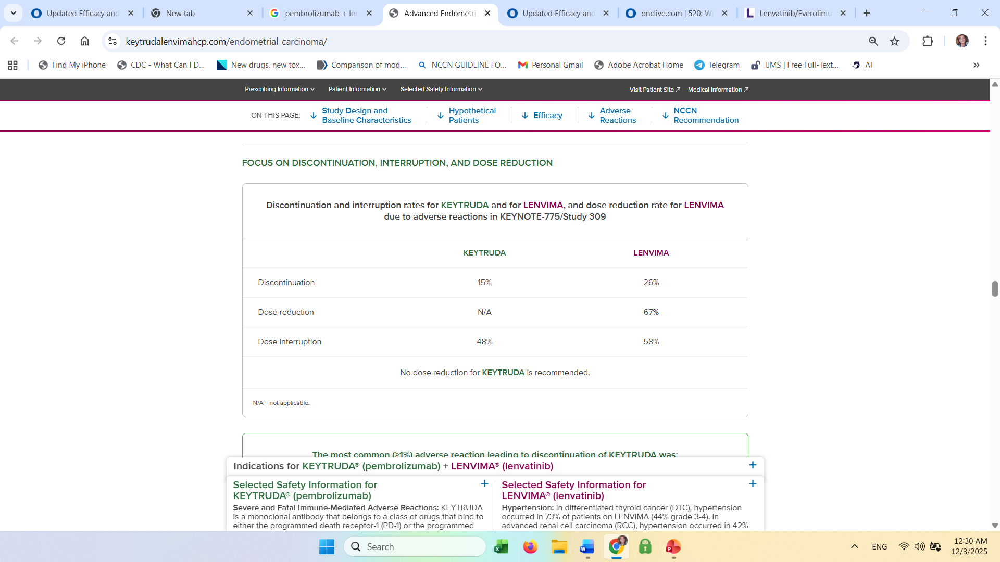 Updated Efficacy and
New tab
pembrolizumab + ler
Advanced Endometri
Updated Efficacy and
onclive.com | 520: We
Lenvatinib/Everolimu
keytrudalenvimahcp.com/endometrial-carcinoma/
Find My iPhone
CDC - What Can I D...
New drugs, new tox...
Comparison of mod...
NCCN GUIDLINE FO...
Personal Gmail
Adobe Acrobat Home
Telegram
IJMS | Free Full-Text...
AI
Prescribing Information
Patient Information
Selected Safety Information
Visit Patient Site
Medical Information
ON THIS PAGE:
Study Design and
Baseline Characteristics
Hypothetical
Patients
Efficacy
Adverse
Reactions
NCCN
Recommendation
FOCUS ON DISCONTINUATION, INTERRUPTION, AND DOSE REDUCTION
Discontinuation and interruption rates for KEYTRUDA and for LENVIMA, and dose reduction rate for LENVIMA
due to adverse reactions in KEYNOTE-775/Study 309
KEYTRUDA LENVIMA
Discontinuation 15% 26%
Dose reduction N/A 67%
Dose interruption 48% 58%
No dose reduction for KEYTRUDA is recommended.
N/A = not applicable.
The most common (≥1%) adverse reaction leading to discontinuation of KEYTRUDA was:
Indications for KEYTRUDA® (pembrolizumab) + LENVIMA® (lenvatinib)
Selected Safety Information for
KEYTRUDA® (pembrolizumab)
Severe and Fatal Immune-Mediated Adverse Reactions: KEYTRUDA
is a monoclonal antibody that belongs to a class of drugs that bind to
either the programmed death receptor-1 (PD-1) or the programmed
Selected Safety Information for
LENVIMA® (lenvatinib)
Hypertension: In differentiated thyroid cancer (DTC), hypertension
occurred in 73% of patients on LENVIMA (44% grade 3-4). In
advanced renal cell carcinoma (RCC), hypertension occurred in 42%
Search
ENG
12:30 AM
12/3/2025